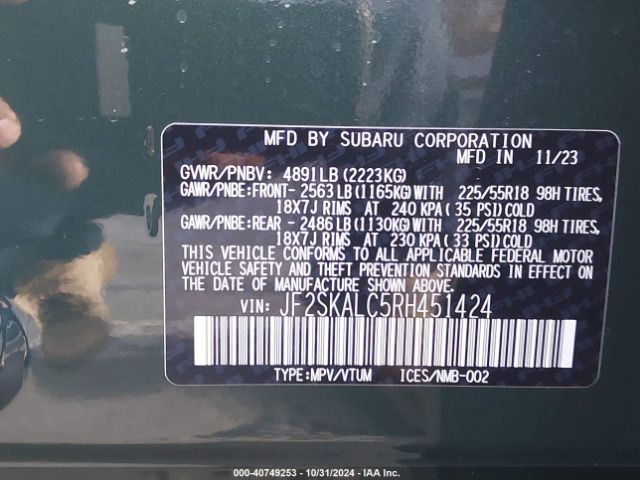 MFD BY SUBARU CORPORATION
MFD IN 11/23
GVWR/PNBV: 4891LB (2223KG)
GAWR/PNBE:FRONT- 2563 LB (1165KG) WITH 225/55R18 98H TIRES,
18X7J RIMS AT 240 KPA ( 35 PSI) COLD
GAWR/PNBE:REAR - 2486 LB (1130KG) WITH 225/55R18 98H TIRES,
18X7J RIMS AT 230 KPA ( 33 PSI) COLD
THIS VEHICLE CONFORMS TO ALL APPLICABLE FEDERAL MOTOR
VEHICLE SAFETY AND THEFT PREVENTION STANDARDS IN EFFECT ON
THE DATE OF MANUFACTURE SHOWN ABOVE.
VIN: JF2SKALC5RH451424
TYPE:MPV/VTUM ICES/NMB-002
000-40749253 - 10/31/2024 - IAA Inc.